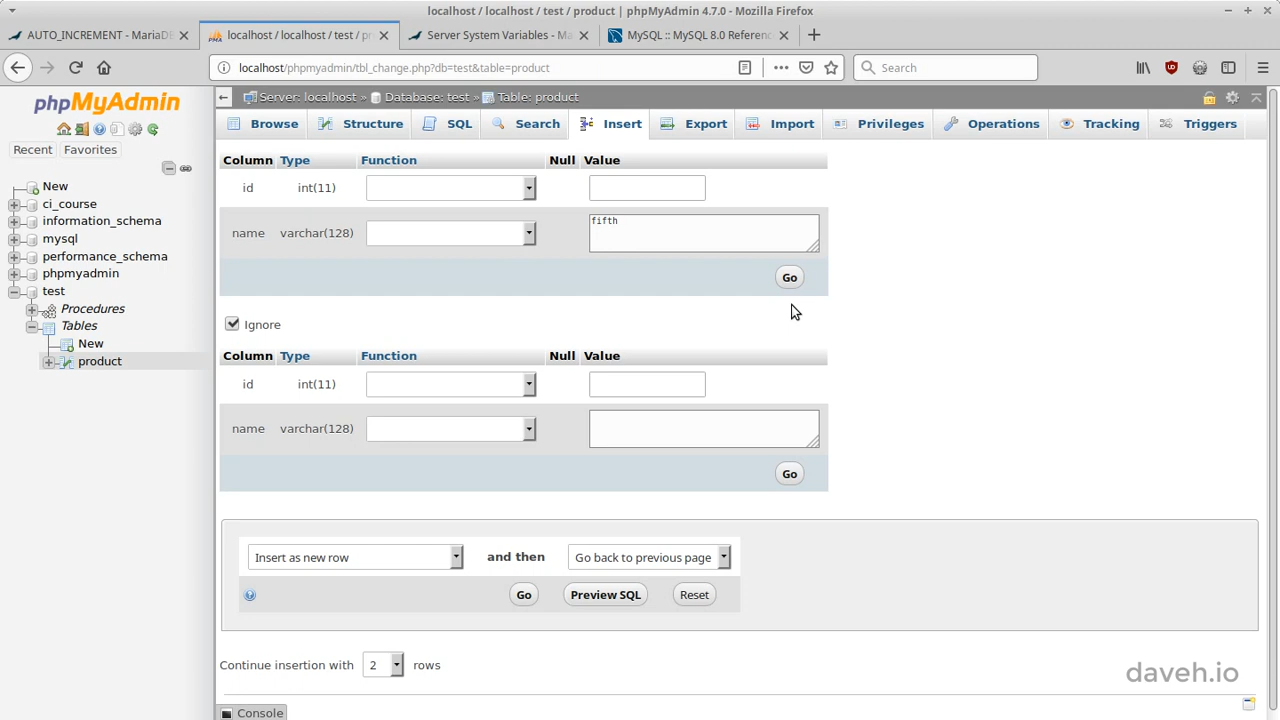 localhost / localhost / test / product | phpMyAdmin 4.7.0 - Mozilla Firefox
AUTO_INCREMENT - MariaDB
localhost / localhost / test / pr
Server System Variables - Ma
MySQL :: MySQL 8.0 Referenc
localhost/phpmyadmin/tbl_change.php?db=test&table=product
Search
phpMyAdmin
Recent Favorites
New
ci_course
information_schema
mysql
performance_schema
phpmyadmin
test
Procedures
Tables
New
product
Server: localhost » Database: test » Table: product
Browse Structure SQL Search Insert Export Import Privileges Operations Tracking Triggers
Column Type Function Null Value
id int(11)
name varchar(128) fifth
Go
Ignore
Column Type Function Null Value
id int(11)
name varchar(128)
Go
Insert as new row and then Go back to previous page
Go Preview SQL Reset
Continue insertion with 2 rows
daveh.io
Console